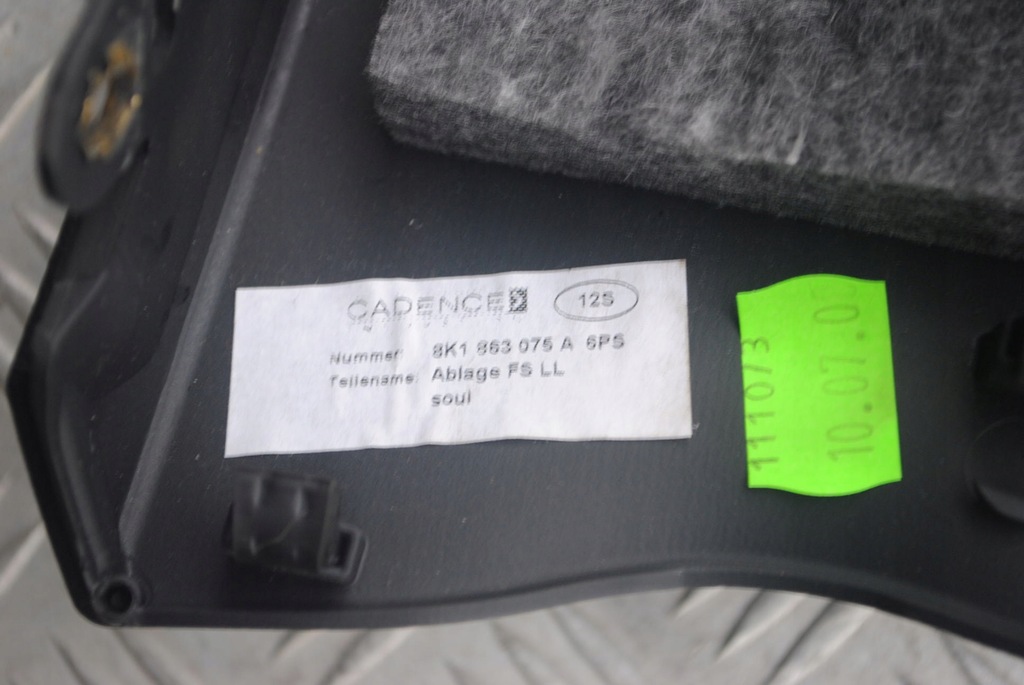 CADENCE
12S
Nummer: 8K1 863 075 A 6PS
Teilename: Ablage FS LL
soul
111073
10.07.0